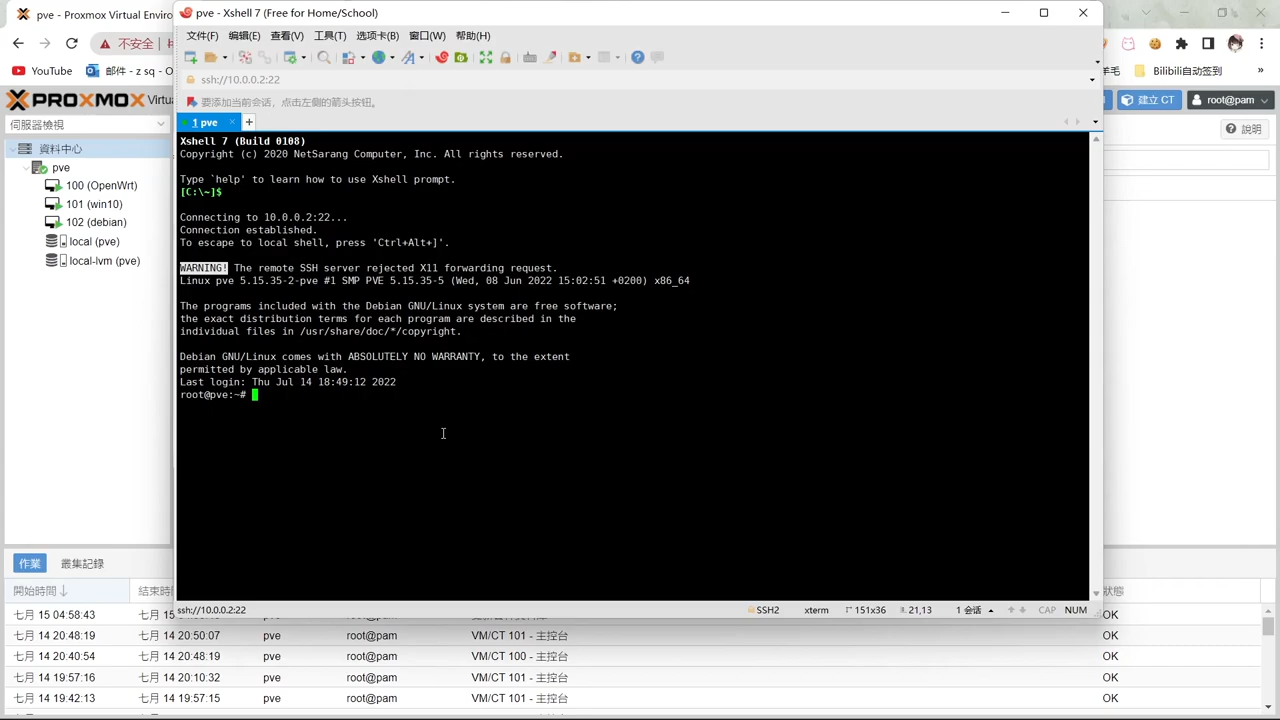 pve - Proxmox Virtual Enviro
pve - Xshell 7 (Free for Home/School)
文件(F) 编辑(E) 查看(V) 工具(T) 选项卡(B) 窗口(W) 帮助(H)
不安全
ssh://10.0.0.2:22
YouTube 邮件 - z sq - O
羊毛 Bilibili自动签到 »
要添加当前会话，点击左侧的箭头按钮。
PROXMOX Virtu
建立 CT root@pam
伺服器檢視
1 pve × +
說明
資料中心
pve
100 (OpenWrt)
101 (win10)
102 (debian)
local (pve)
local-lvm (pve)
Xshell 7 (Build 0108)
Copyright (c) 2020 NetSarang Computer, Inc. All rights reserved.
Type `help' to learn how to use Xshell prompt.
[C:\~]$
Connecting to 10.0.0.2:22...
Connection established.
To escape to local shell, press 'Ctrl+Alt+]'.
WARNING! The remote SSH server rejected X11 forwarding request.
Linux pve 5.15.35-2-pve #1 SMP PVE 5.15.35-5 (Wed, 08 Jun 2022 15:02:51 +0200) x86_64
The programs included with the Debian GNU/Linux system are free software;
the exact distribution terms for each program are described in the
individual files in /usr/share/doc/*/copyright.
Debian GNU/Linux comes with ABSOLUTELY NO WARRANTY, to the extent
permitted by applicable law.
Last login: Thu Jul 14 18:49:12 2022
root@pve:~#
ssh://10.0.0.2:22 SSH2 xterm 151x36 21,13 1 会话 CAP NUM
作業 叢集記錄
開始時間 結束時 狀態
七月 15 04:58:43 七月 15 pve root@pam OK
七月 14 20:48:19 七月 14 20:50:07 pve root@pam VM/CT 101 - 主控台 OK
七月 14 20:40:54 七月 14 20:48:19 pve root@pam VM/CT 100 - 主控台 OK
七月 14 19:57:16 七月 14 20:10:32 pve root@pam VM/CT 101 - 主控台 OK
七月 14 19:42:13 七月 14 19:57:15 pve root@pam VM/CT 101 - 主控台 OK